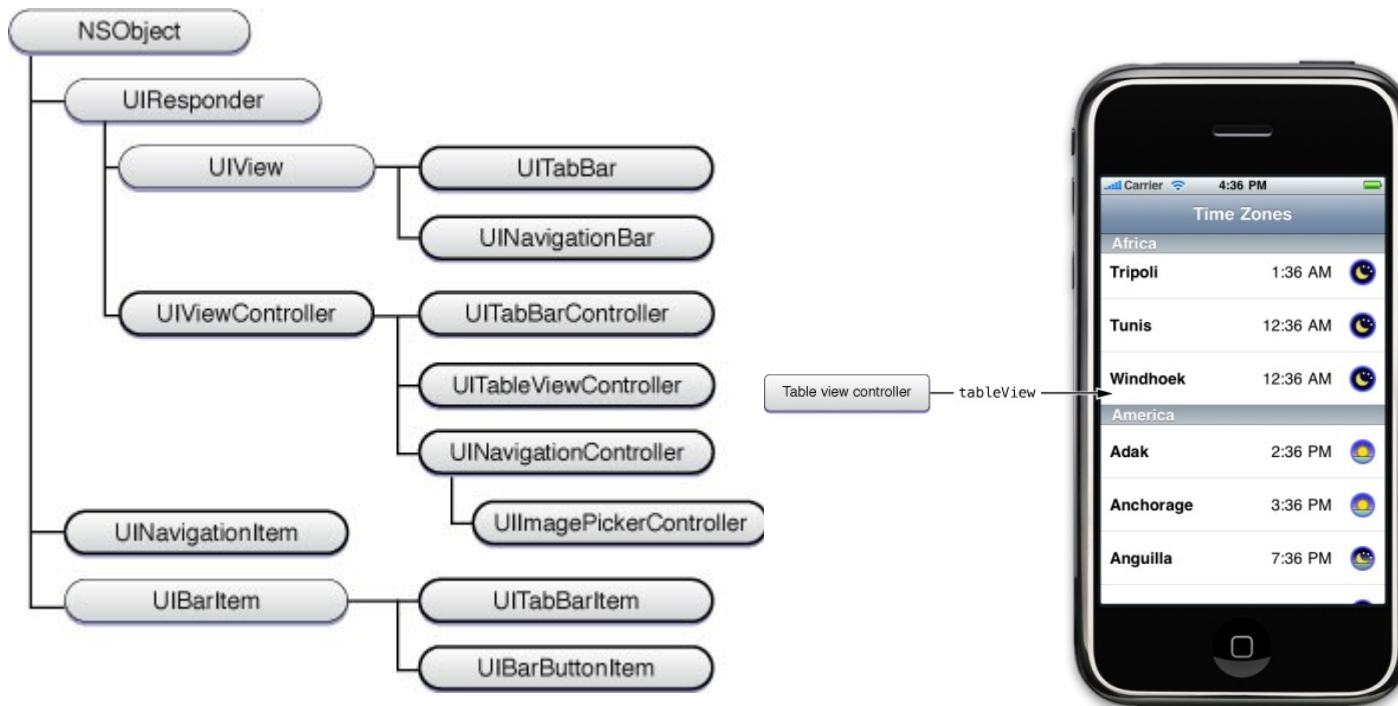 NSObject
UIResponder
UIView
UITabBar
UINavigationBar
UIViewController
UITabBarController
UITableViewController
UINavigationController
UIImagePickerController
UINavigationItem
UIBarItem
UITabBarItem
UIBarButtonItem
Table view controller
tableView
Carrier 4:36 PM
Time Zones
Africa
Tripoli 1:36 AM
Tunis 12:36 AM
Windhoek 12:36 AM
America
Adak 2:36 PM
Anchorage 3:36 PM
Anguilla 7:36 PM